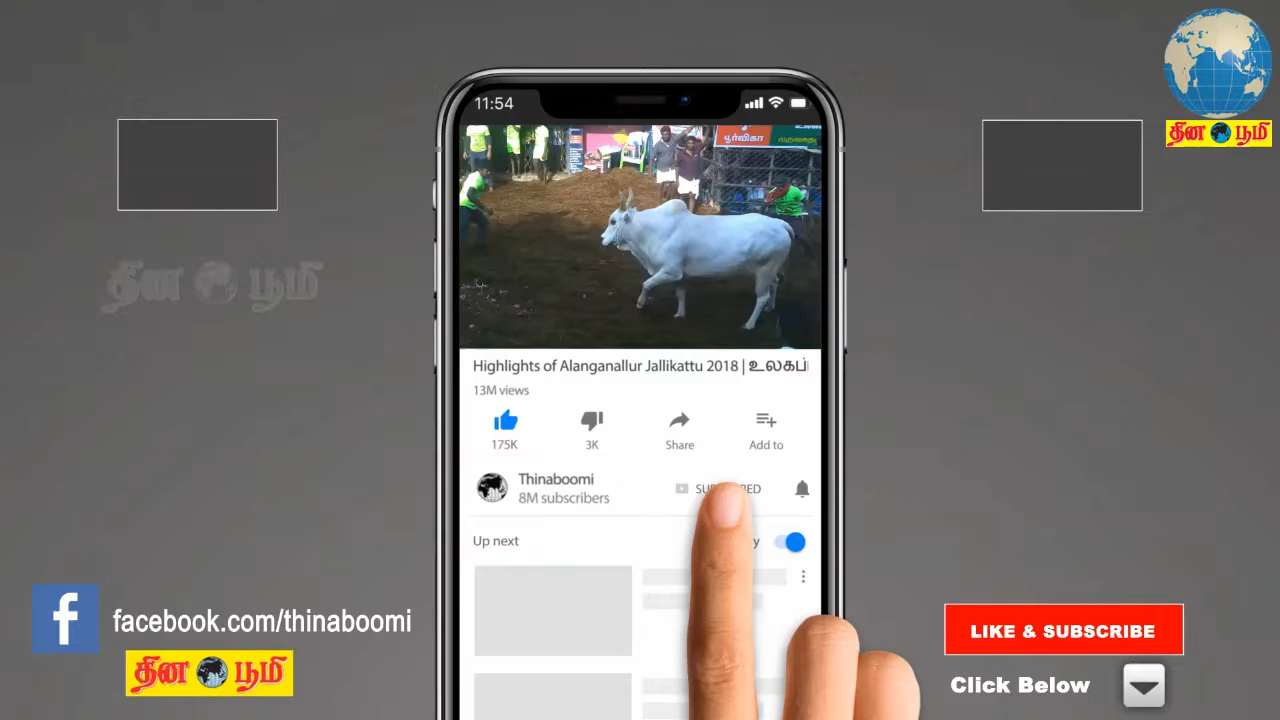 தின பூமி
11:54
பூர்விகா
Highlights of Alanganallur Jallikattu 2018 | உலகப்
13M views
175K
3K
Share
Add to
Thinaboomi
8M subscribers
Up next
தின பூமி
facebook.com/thinaboomi
தின பூமி
LIKE & SUBSCRIBE
Click Below